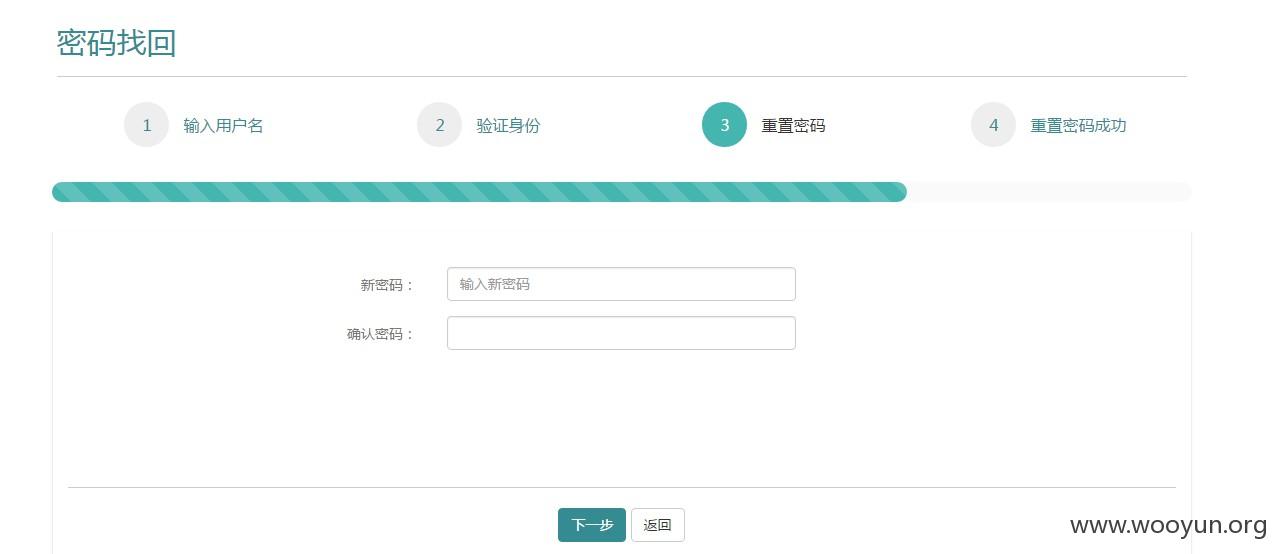 密码找回
1 输入用户名 2 验证身份 3 重置密码 4 重置密码成功
新密码： 输入新密码
确认密码：
下一步 返回
www.wooyun.org